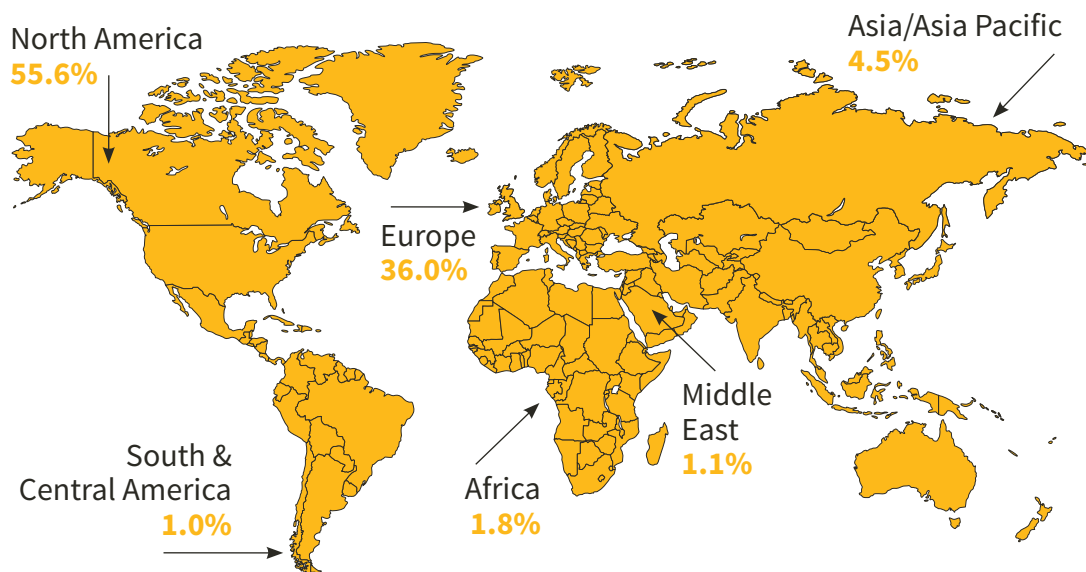 North America
55.6%
Asia/Asia Pacific
4.5%
Europe
36.0%
Middle
East
1.1%
South &
Central America
1.0%
Africa
1.8%